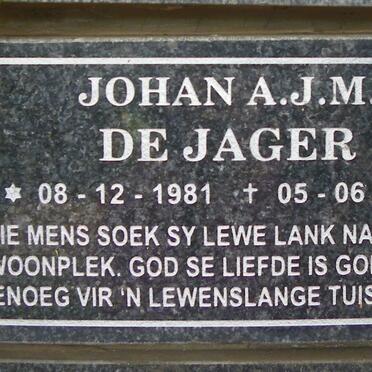 JOHAN A.J.M.
DE JAGER
08 - 12 - 1981 ✝ 05 - 06
IE MENS SOEK SY LEWE LANK NA
WOONPLEK. GOD SE LIEFDE IS GO
ENOEG VIR 'N LEWENSLANGE TUIS